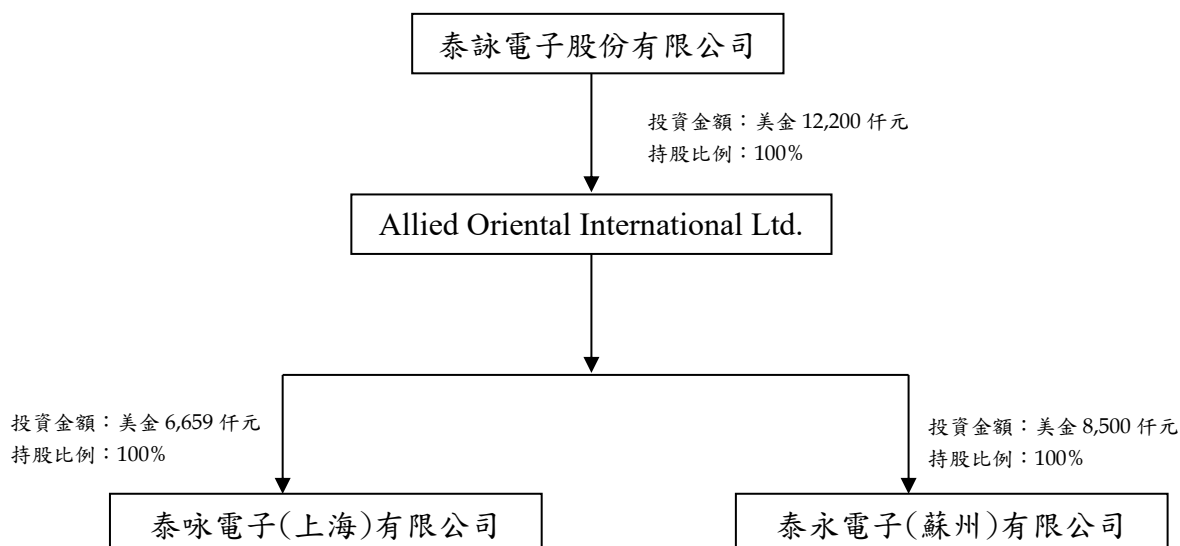 泰詠電子股份有限公司
投資金額：美金 12,200 仟元
持股比例：100%
Allied Oriental International Ltd.
投資金額：美金 6,659 仟元
持股比例：100%
投資金額：美金 8,500 仟元
持股比例：100%
泰咏電子(上海)有限公司
泰永電子(蘇州)有限公司